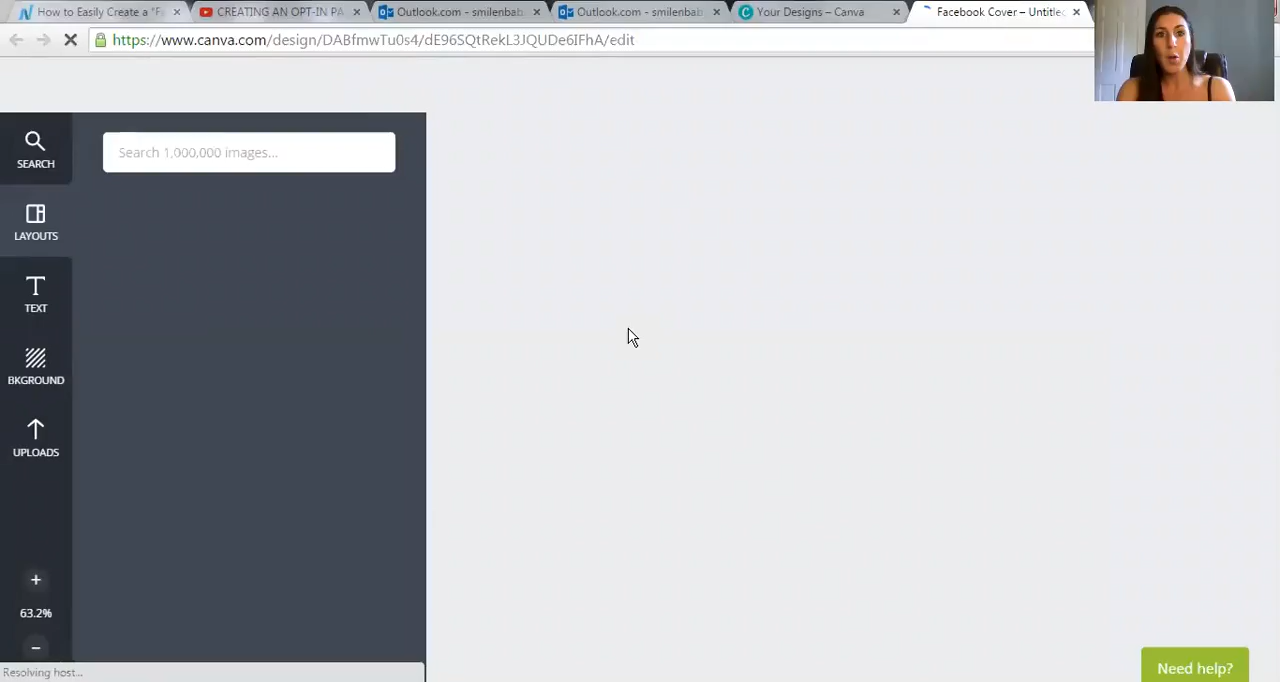 How to Easily Create a "F
CREATING AN OPT-IN PA
Outlook.com - smilenbab
Outlook.com - smilenbab
Your Designs – Canva
Facebook Cover – Untitle
https://www.canva.com/design/DABfmwTu0s4/dE96SQtRekL3JQUDe6IFhA/edit
SEARCH
Search 1,000,000 images...
LAYOUTS
TEXT
BKGROUND
UPLOADS
63.2%
Resolving host...
Need help?